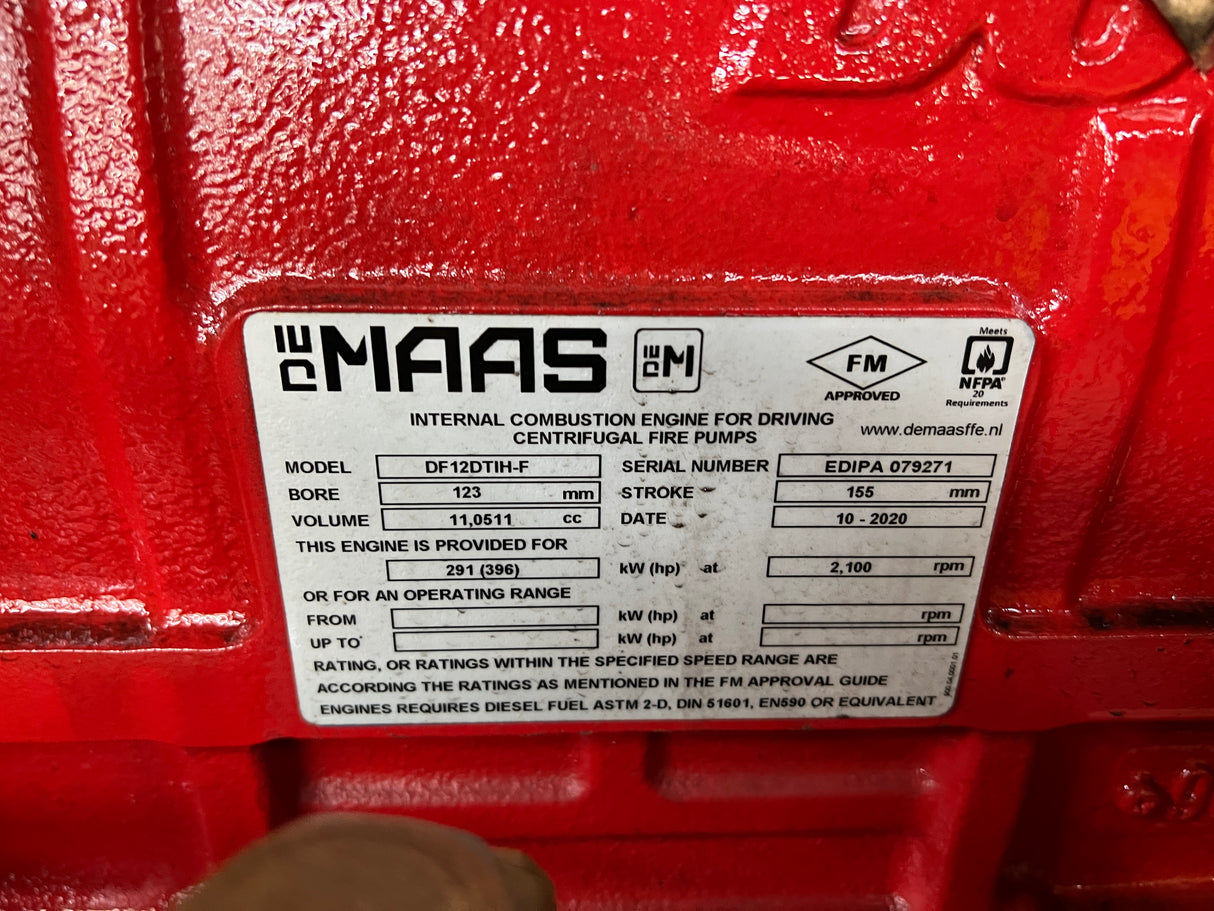 DE MAAS DE M FM Meets
NFPA®
APPROVED 20
Requirements
INTERNAL COMBUSTION ENGINE FOR DRIVING
CENTRIFUGAL FIRE PUMPS www.demaasffe.nl
MODEL DF12DTIH-F SERIAL NUMBER EDIPA 079271
BORE 123 mm STROKE 155 mm
VOLUME 11,0511 cc DATE 10 - 2020
THIS ENGINE IS PROVIDED FOR
291 (396) kW (hp) at 2,100 rpm
OR FOR AN OPERATING RANGE
FROM kW (hp) at rpm
UP TO kW (hp) at rpm
RATING, OR RATINGS WITHIN THE SPECIFIED SPEED RANGE ARE
ACCORDING THE RATINGS AS MENTIONED IN THE FM APPROVAL GUIDE
ENGINES REQUIRES DIESEL FUEL ASTM 2-D, DIN 51601, EN590 OR EQUIVALENT